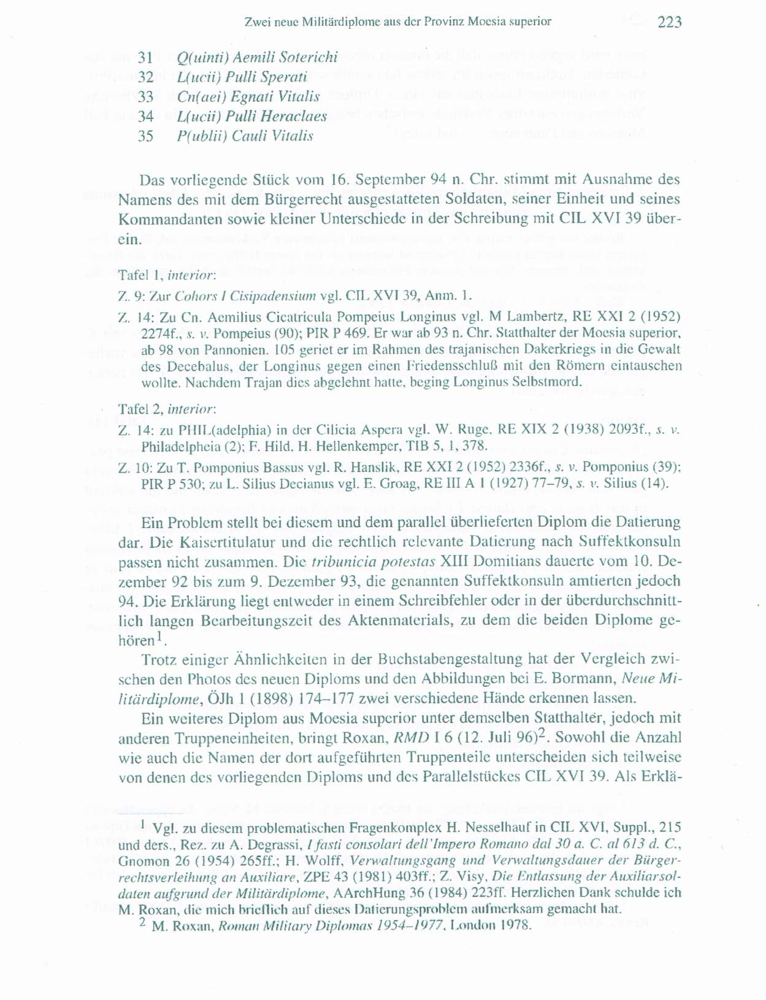 Zwei neue Militärdiplome aus der Provinz Moesia superior 223
31 Q(uinti) Aemili Soterichi
32 L(ucii) Pulli Sperati
33 Cn(aei) Egnati Vitalis
34 L(ucii) Pulli Heraclaes
35 P(ublii) Cauli Vitalis
Das vorliegende Stück vom 16. September 94 n. Chr. stimmt mit Ausnahme des
Namens des mit dem Bürgerrecht ausgestatteten Soldaten, seiner Einheit und seines
Kommandanten sowie kleiner Unterschiede in der Schreibung mit CIL XVI 39 über-
ein.
Tafel 1, interior:
Z. 9: Zur Cohors I Cisipadensium vgl. CIL XVI 39, Anm. 1.
Z. 14: Zu Cn. Aemilius Cicatricula Pompeius Longinus vgl. M Lambertz, RE XXI 2 (1952)
2274f., s. v. Pompeius (90); PIR P 469. Er war ab 93 n. Chr. Statthalter der Moesia superior,
ab 98 von Pannonien. 105 geriet er im Rahmen des trajanischen Dakerkriegs in die Gewalt
des Decebalus, der Longinus gegen einen Friedensschluß mit den Römern eintauschen
wollte. Nachdem Trajan dies abgelehnt hatte, beging Longinus Selbstmord.
Tafel 2, interior:
Z. 14: zu PHIL(adelphia) in der Cilicia Aspera vgl. W. Ruge, RE XIX 2 (1938) 2093f., s. v.
Philadelpheia (2); F. Hild, H. Hellenkemper, TIB 5, 1, 378.
Z. 10: Zu T. Pomponius Bassus vgl. R. Hanslik, RE XXI 2 (1952) 2336f., s. v. Pomponius (39);
PIR P 530; zu L. Silius Decianus vgl. E. Groag, RE III A 1 (1927) 77–79, s. v. Silius (14).
Ein Problem stellt bei diesem und dem parallel überlieferten Diplom die Datierung
dar. Die Kaisertitulatur und die rechtlich relevante Datierung nach Suffektkonsuln
passen nicht zusammen. Die tribunicia potestas XIII Domitians dauerte vom 10. De-
zember 92 bis zum 9. Dezember 93, die genannten Suffektkonsuln amtierten jedoch
94. Die Erklärung liegt entweder in einem Schreibfehler oder in der überdurchschnitt-
lich langen Bearbeitungszeit des Aktenmaterials, zu dem die beiden Diplome ge-
hören¹.
Trotz einiger Ähnlichkeiten in der Buchstabengestaltung hat der Vergleich zwi-
schen den Photos des neuen Diploms und den Abbildungen bei E. Bormann, Neue Mi-
litärdiplome, ÖJh 1 (1898) 174–177 zwei verschiedene Hände erkennen lassen.
Ein weiteres Diplom aus Moesia superior unter demselben Statthalter, jedoch mit
anderen Truppeneinheiten, bringt Roxan, RMD I 6 (12. Juli 96)². Sowohl die Anzahl
wie auch die Namen der dort aufgeführten Truppenteile unterscheiden sich teilweise
von denen des vorliegenden Diploms und des Parallelstückes CIL XVI 39. Als Erklä-
¹ Vgl. zu diesem problematischen Fragenkomplex H. Nesselhauf in CIL XVI, Suppl., 215
und ders., Rez. zu A. Degrassi, I fasti consolari dell'Impero Romano dal 30 a. C. al 613 d. C.,
Gnomon 26 (1954) 265ff.; H. Wolff, Verwaltungsgang und Verwaltungsdauer der Bürger-
rechtsverleihung an Auxiliare, ZPE 43 (1981) 403ff.; Z. Visy, Die Entlassung der Auxiliarsol-
daten aufgrund der Militärdiplome, AArchHung 36 (1984) 223ff. Herzlichen Dank schulde ich
M. Roxan, die mich brieflich auf dieses Datierungsproblem aufmerksam gemacht hat.
² M. Roxan, Roman Military Diplomas 1954–1977, London 1978.